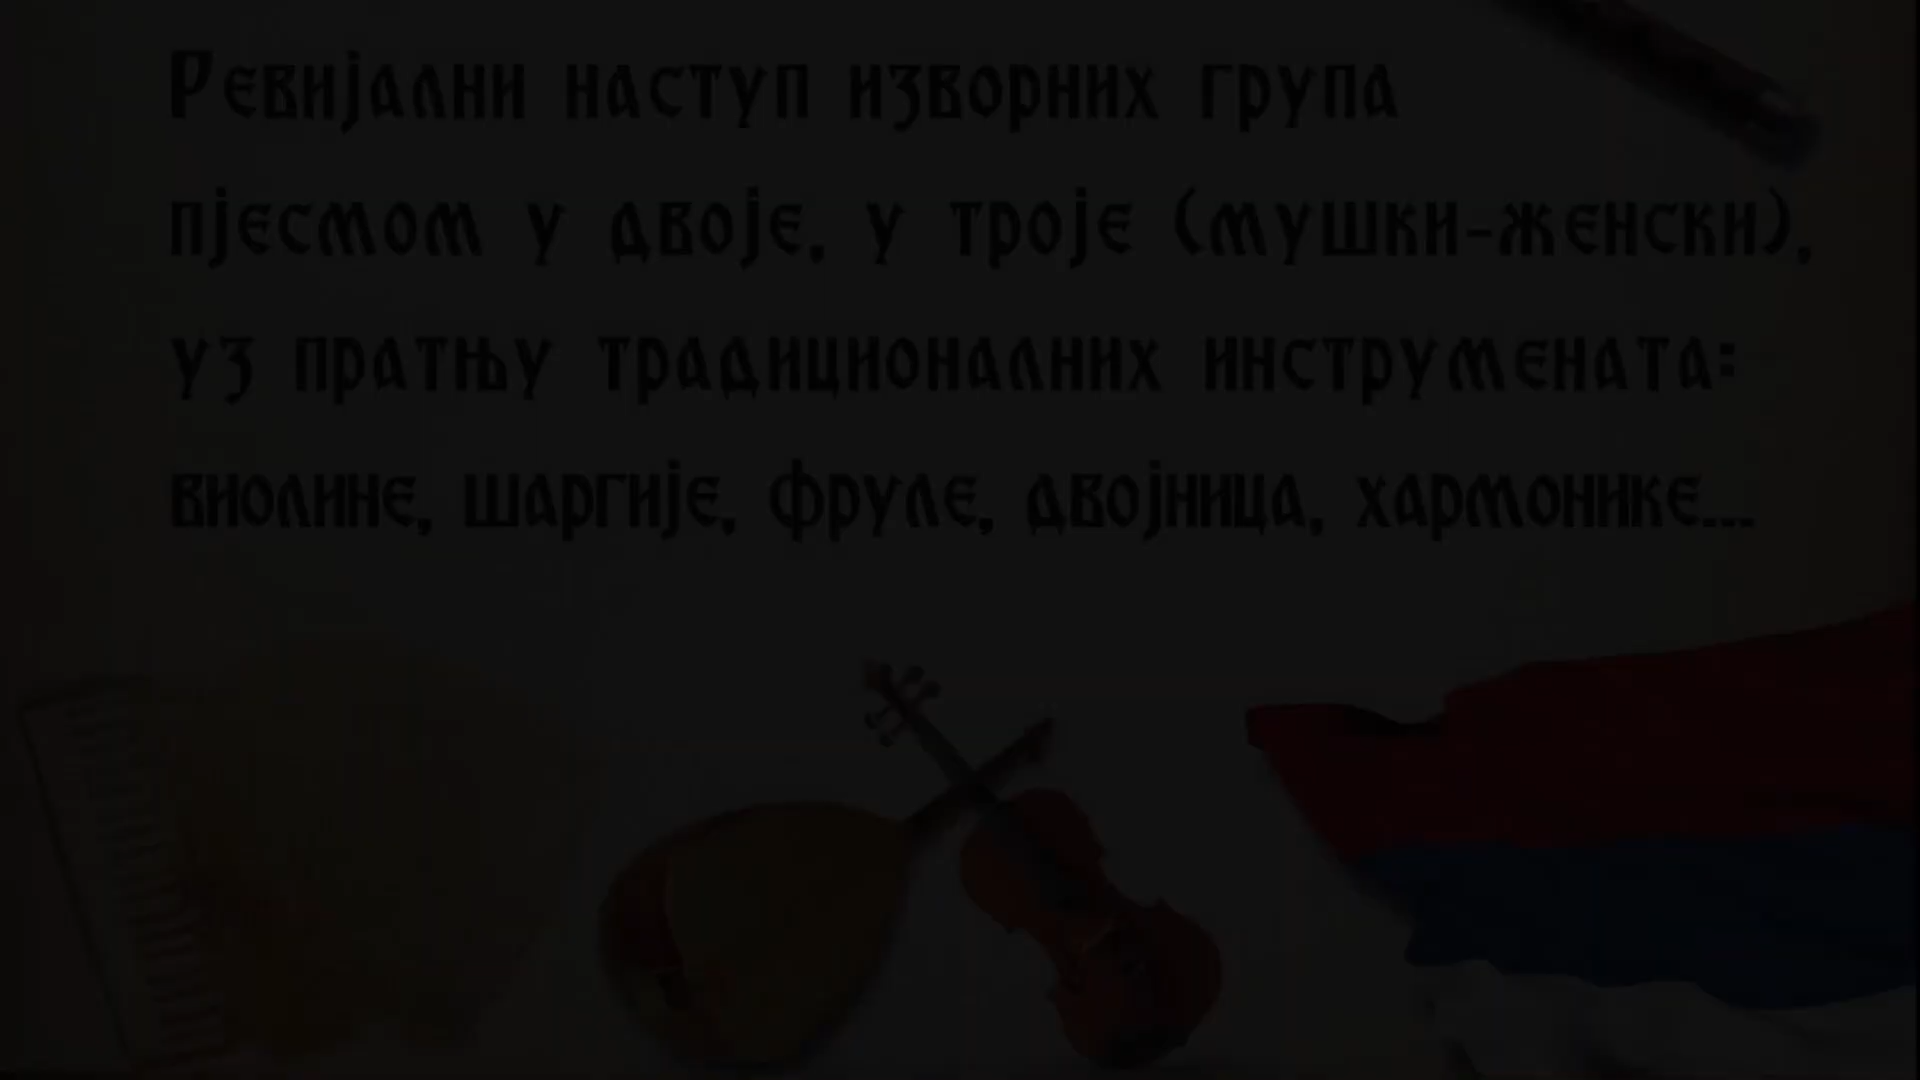 Ревијални наступ изворних група
пјесмом у двоје, у троје (мушки-женски),
уз пратњу традиционалних инструмената:
виолине, шаргије, фруле, двојница, хармонике...